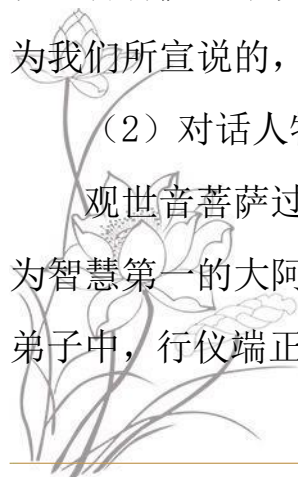 为我们所宣说的，
（2）对话人
观世音菩萨过
为智慧第一的大阿
弟子中，行仪端正